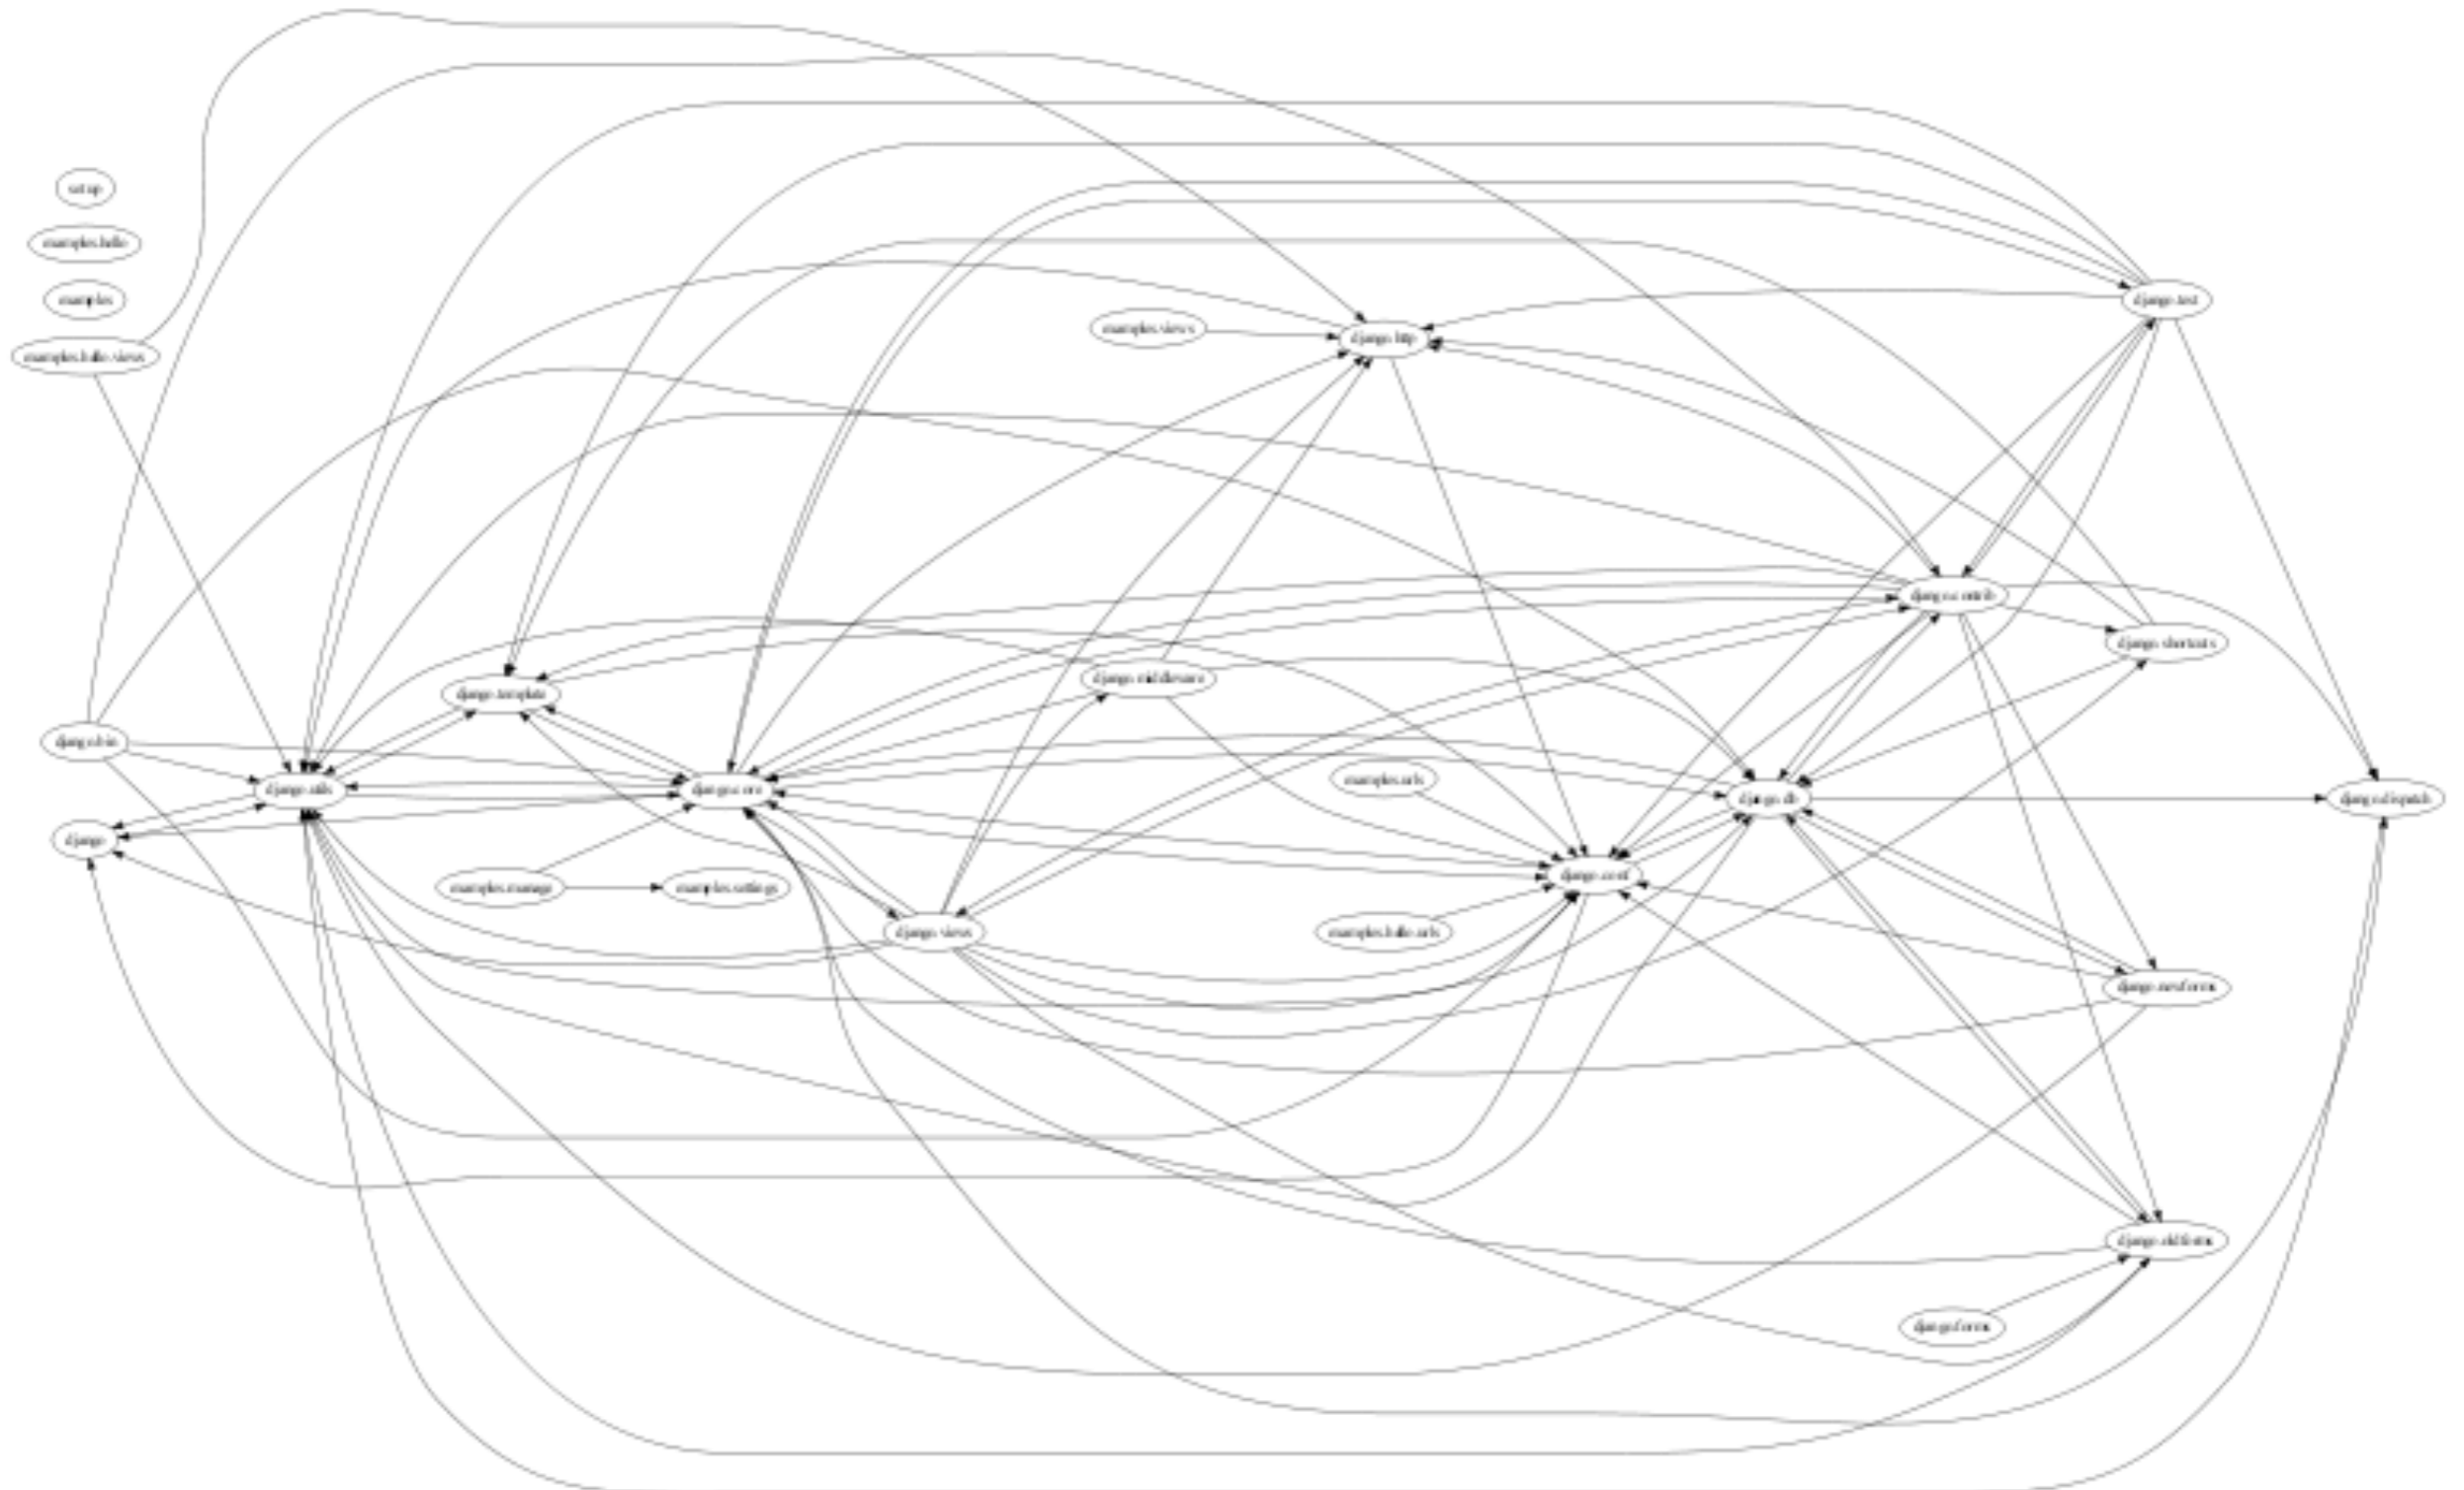 setup
examples.hello
examples
examples.hello.views
examples.views
django.http
django.test
django.contrib
django.shortcuts
django.template
django.middleware
django.bin
django.utils
django.core
examples.urls
django.db
django.dispatch
django
examples.manage
examples.settings
django.conf
django.views
examples.hello.urls
django.newforms
django.oldforms
django.forms